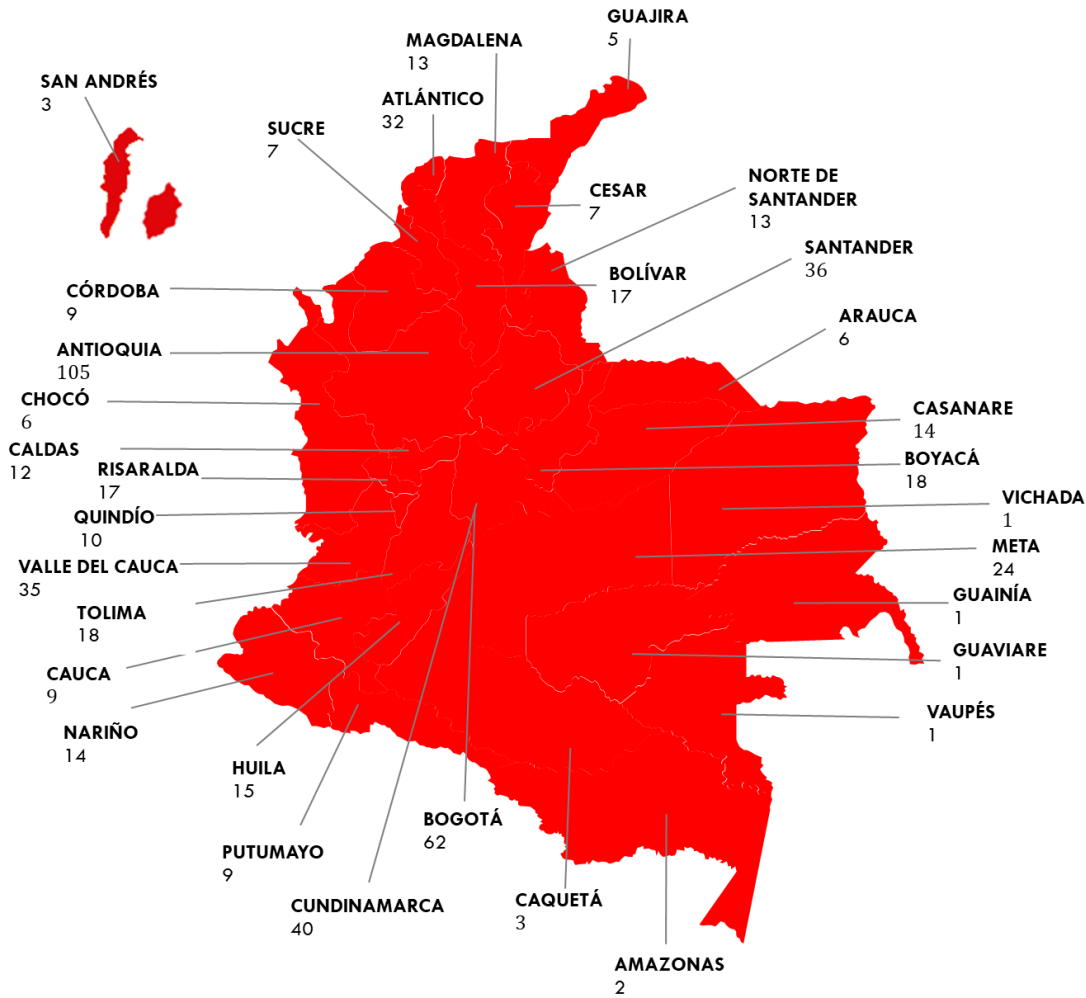 GUAJIRA
5
MAGDALENA
13
SAN ANDRÉS
3
ATLÁNTICO
32
SUCRE
7
NORTE DE
SANTANDER
13
CESAR
7
SANTANDER
36
BOLÍVAR
17
CÓRDOBA
9
ARAUCA
6
ANTIOQUIA
105
CHOCÓ
6
CASANARE
14
CALDAS
12
BOYACÁ
18
RISARALDA
17
VICHADA
1
QUINDÍO
10
META
24
VALLE DEL CAUCA
35
GUAINÍA
1
TOLIMA
18
GUAVIARE
1
CAUCA
9
VAUPÉS
1
NARIÑO
14
HUILA
15
BOGOTÁ
62
PUTUMAYO
9
CAQUETÁ
3
CUNDINAMARCA
40
AMAZONAS
2